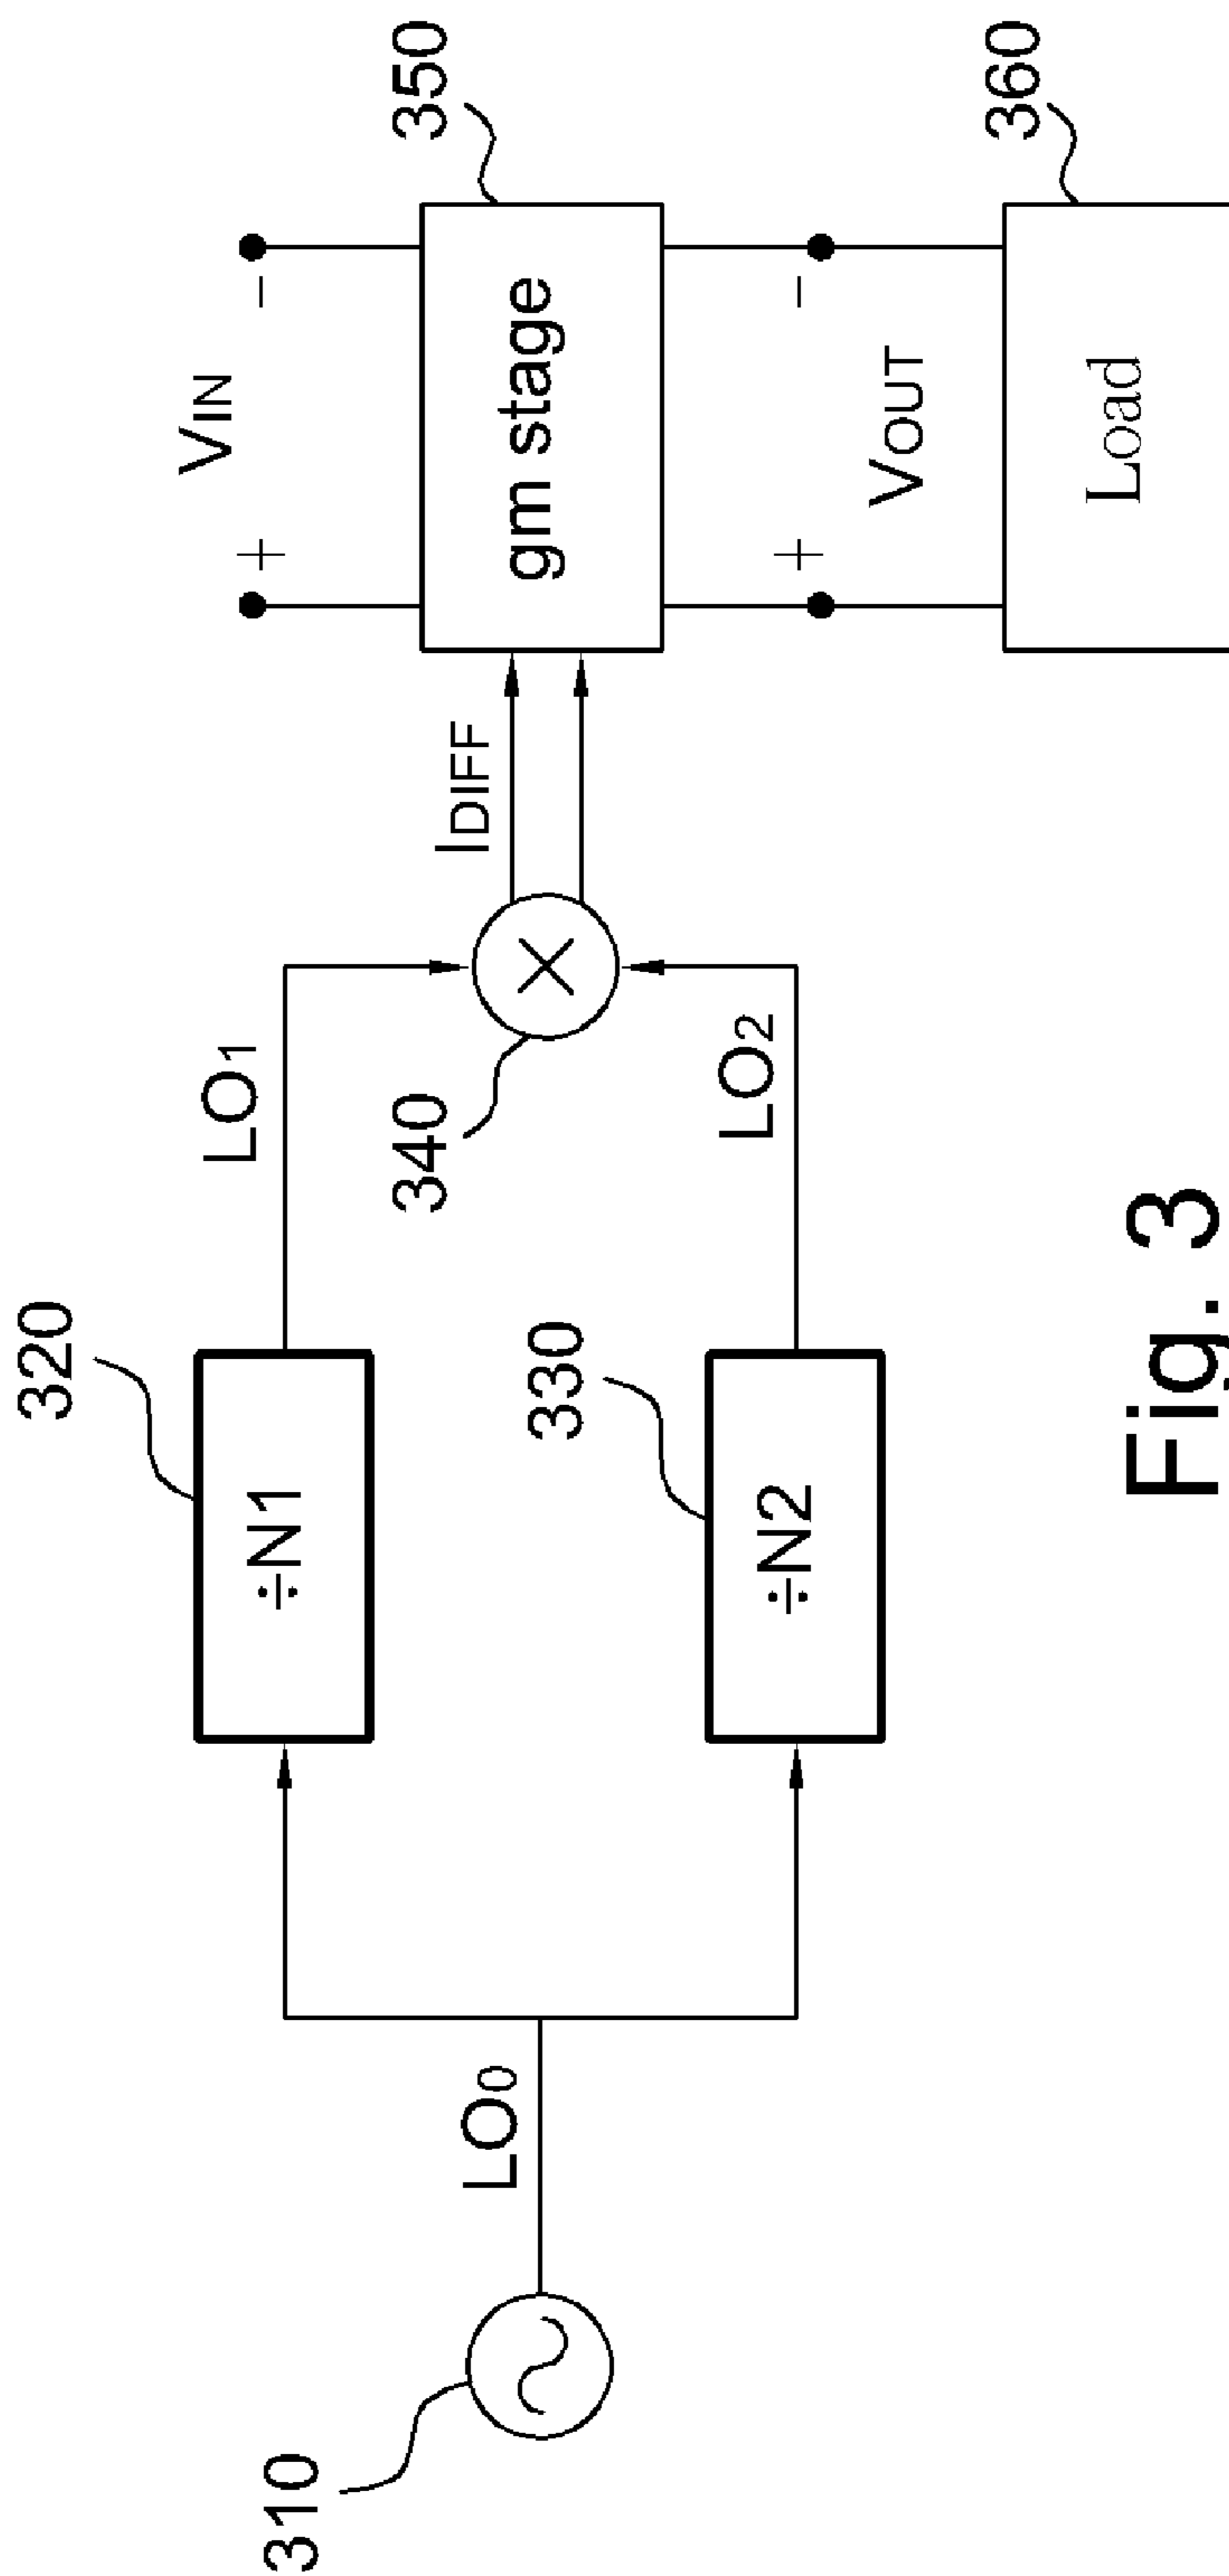 310
LO0
320
÷N1
330
÷N2
LO1
LO2
340
IDIFF
VIN
+
-
350
gm stage
+
-
VOUT
360
Load
Fig. 3